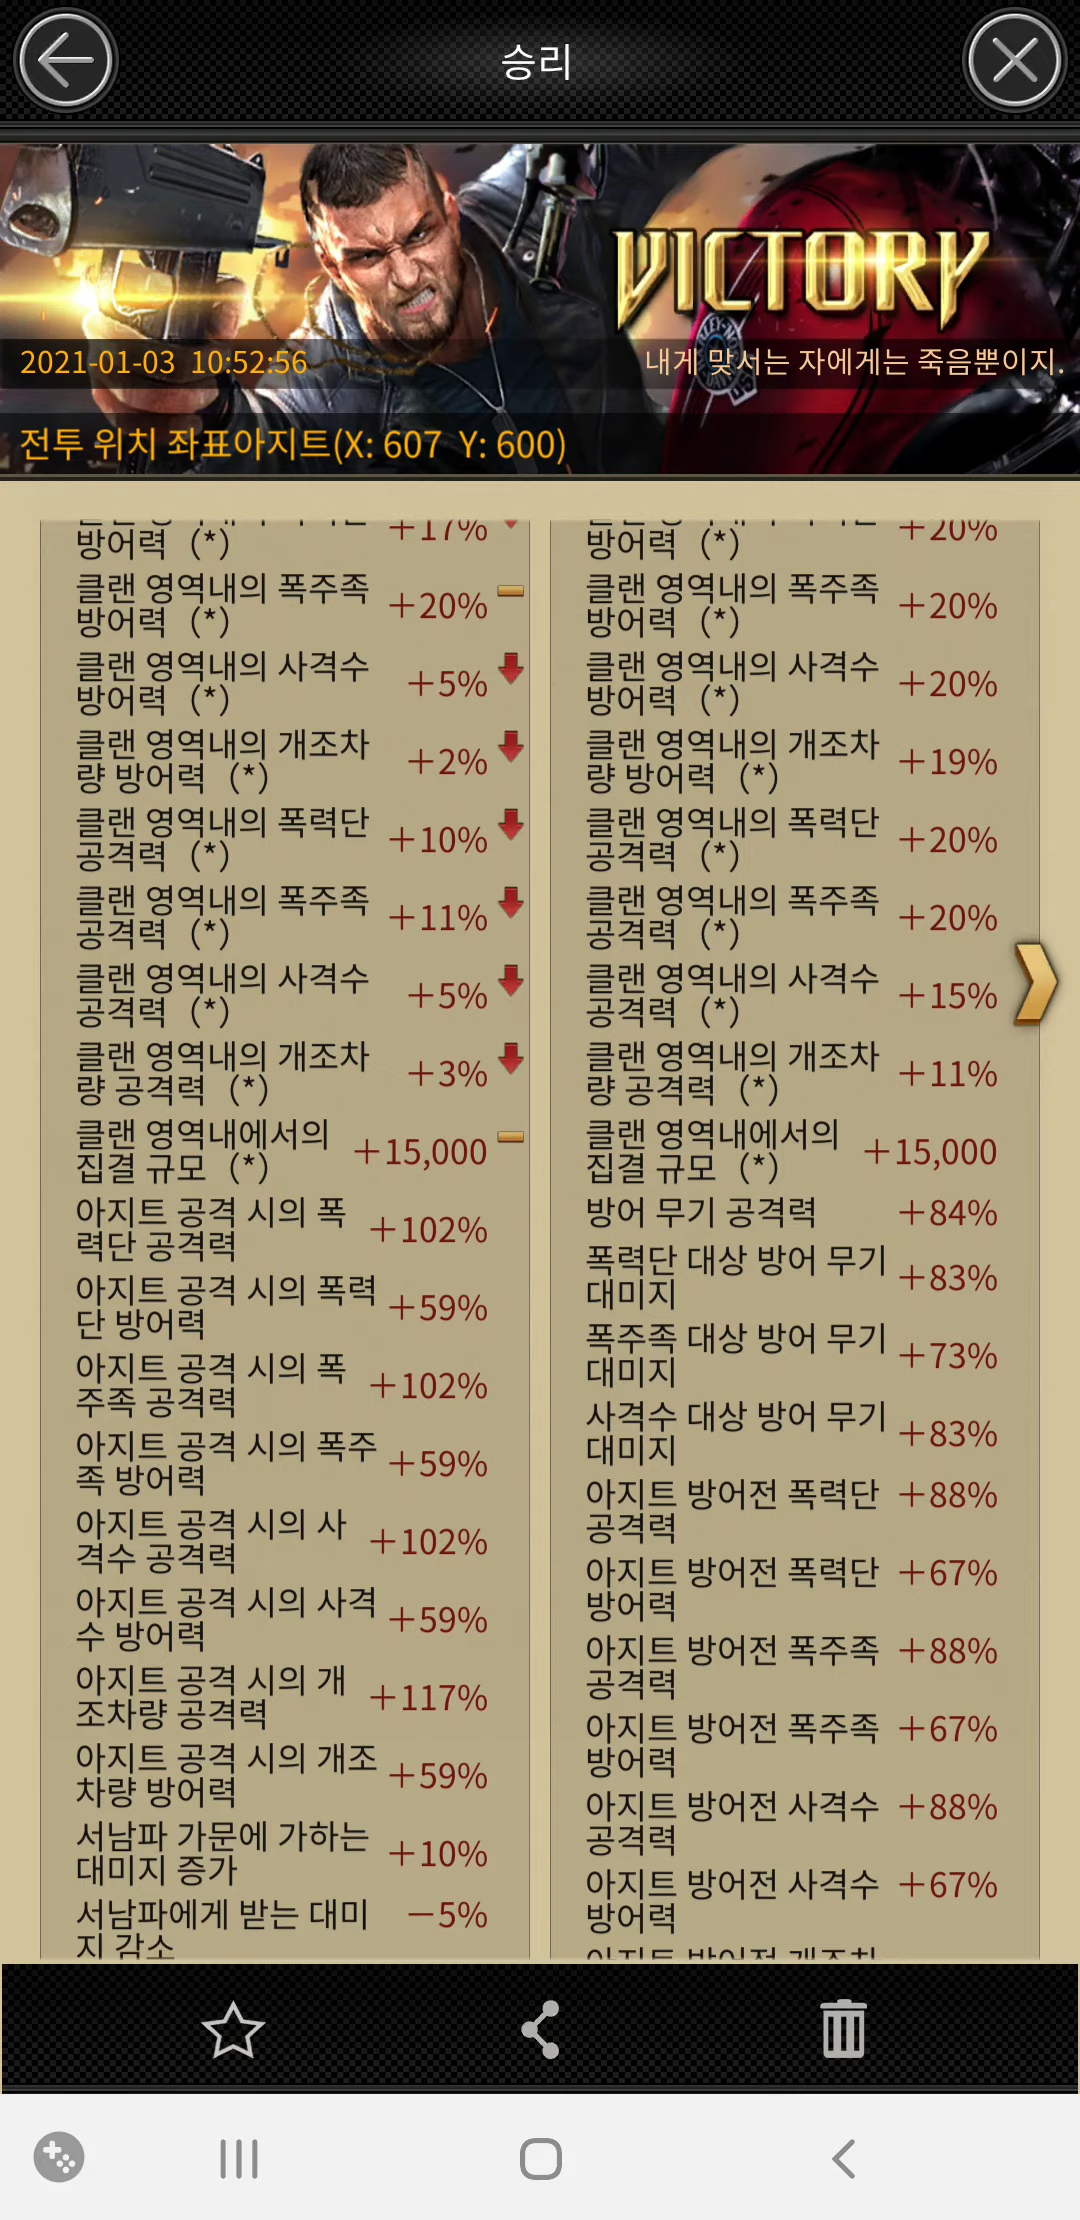 승리
VICTORY
2021-01-03 10:52:56
내게 맞서는 자에게는 죽음뿐이지.
전투 위치 좌표아지트(X: 607 Y: 600)
방어력 (*) +17%
클랜 영역내의 폭주족
방어력 (*) +20%
클랜 영역내의 사격수
방어력 (*) +5%
클랜 영역내의 개조차
량 방어력 (*) +2%
클랜 영역내의 폭력단
공격력 (*) +10%
클랜 영역내의 폭주족
공격력 (*) +11%
클랜 영역내의 사격수
공격력 (*) +5%
클랜 영역내의 개조차
량 공격력 (*) +3%
클랜 영역내에서의
집결 규모 (*) +15,000
아지트 공격 시의 폭
력단 공격력 +102%
아지트 공격 시의 폭력
단 방어력 +59%
아지트 공격 시의 폭
주족 공격력 +102%
아지트 공격 시의 폭주
족 방어력 +59%
아지트 공격 시의 사
격수 공격력 +102%
아지트 공격 시의 사격
수 방어력 +59%
아지트 공격 시의 개
조차량 공격력 +117%
아지트 공격 시의 개조
차량 방어력 +59%
서남파 가문에 가하는
대미지 증가 +10%
서남파에게 받는 대미 -5%
지 감소
방어력 (*) +20%
클랜 영역내의 폭주족
방어력 (*) +20%
클랜 영역내의 사격수
방어력 (*) +20%
클랜 영역내의 개조차
량 방어력 (*) +19%
클랜 영역내의 폭력단
공격력 (*) +20%
클랜 영역내의 폭주족
공격력 (*) +20%
클랜 영역내의 사격수
공격력 (*) +15%
클랜 영역내의 개조차
량 공격력 (*) +11%
클랜 영역내에서의
집결 규모 (*) +15,000
방어 무기 공격력 +84%
폭력단 대상 방어 무기
대미지 +83%
폭주족 대상 방어 무기
대미지 +73%
사격수 대상 방어 무기
대미지 +83%
아지트 방어전 폭력단 +88%
공격력
아지트 방어전 폭력단 +67%
방어력
아지트 방어전 폭주족 +88%
공격력
아지트 방어전 폭주족 +67%
방어력
아지트 방어전 사격수 +88%
공격력
아지트 방어전 사격수 +67%
방어력
아지트 방어전 개조차